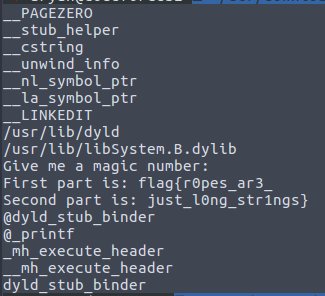 __PAGEZERO
__stub_helper
__cstring
__unwind_info
__nl_symbol_ptr
__la_symbol_ptr
__LINKEDIT
/usr/lib/dyld
/usr/lib/libSystem.B.dylib
Give me a magic number:
First part is: flag{r0pes_ar3_
Second part is: just_l0ng_str1ngs}
@dyld_stub_binder
@_printf
_mh_execute_header
__mh_execute_header
dyld_stub_binder